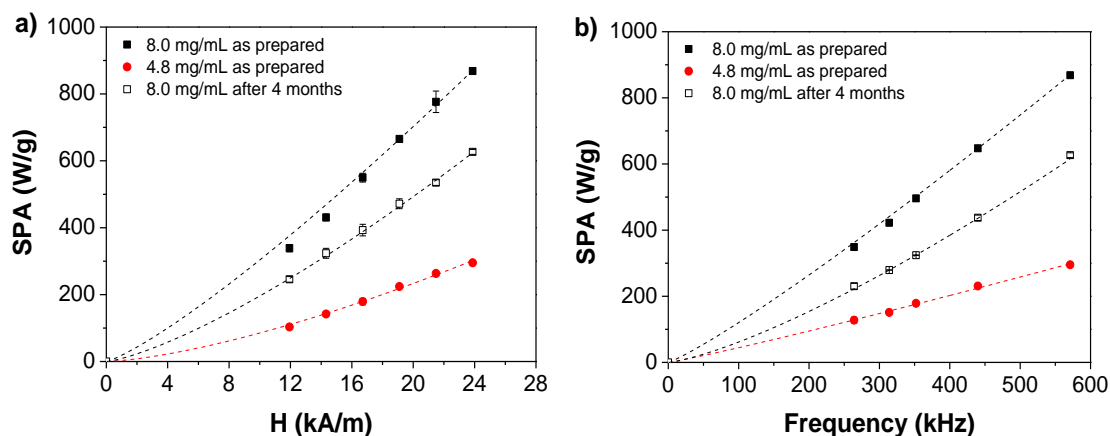 a)
1000
800
600
400
200
0
SPA (W/g)
8.0 mg/mL as prepared
4.8 mg/mL as prepared
8.0 mg/mL after 4 months
0 4 8 12 16 20 24 28
H (kA/m)
b)
1000
800
600
400
200
0
SPA (W/g)
8.0 mg/mL as prepared
4.8 mg/mL as prepared
8.0 mg/mL after 4 months
0 100 200 300 400 500 600
Frequency (kHz)